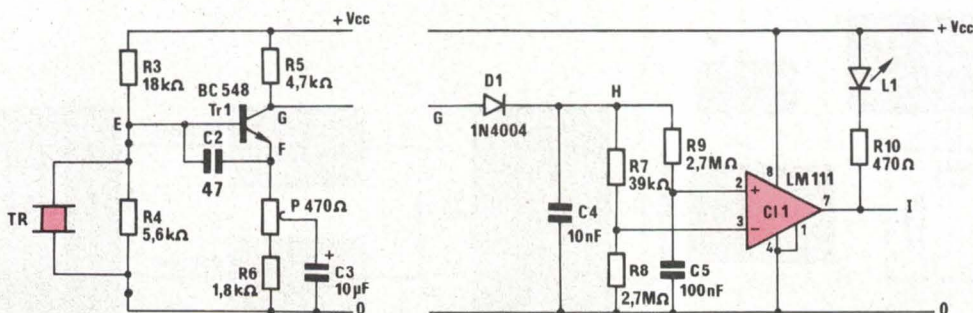 + Vcc
R3
18kΩ
R5
4,7kΩ
BC 548
Tr1
E
G
F
C2
47
TR
R4
5,6kΩ
P 470Ω
R6
1,8kΩ
+
C3
10µF
0
+ Vcc
D1
G
1N4004
H
R9
2,7MΩ
R7
39kΩ
C4
10nF
R8
2,7MΩ
C5
100nF
8
LM111
2
+
CI1
3
−
7
4
1
L1
R10
470Ω
I
0